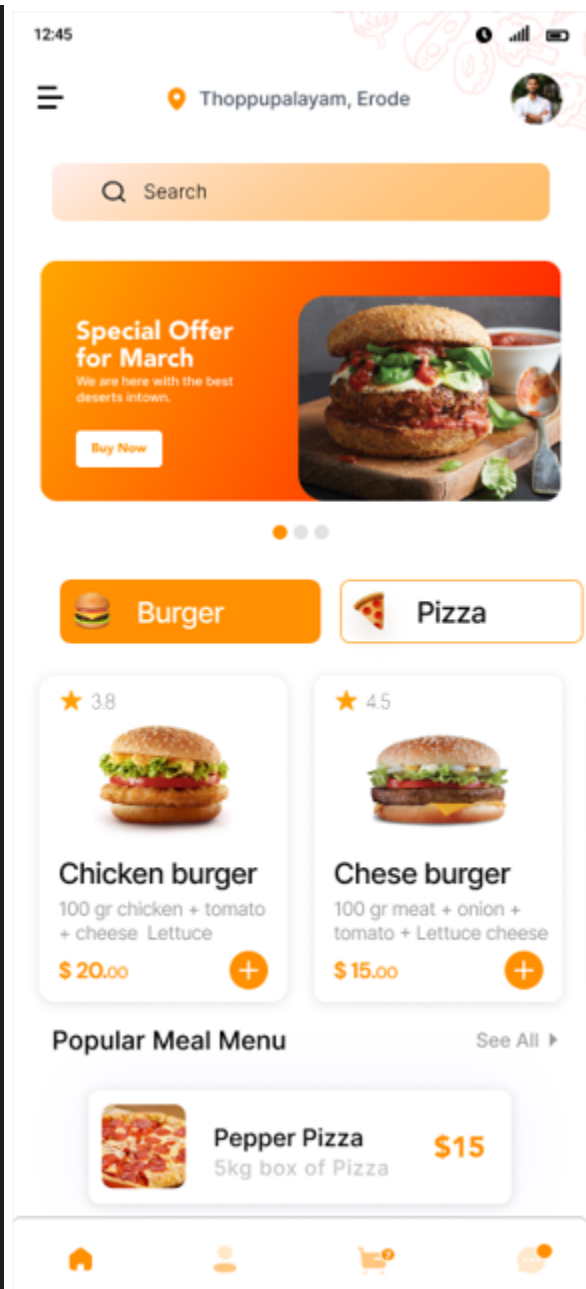 12:45
Thoppupalayam, Erode
Search
Special Offer
for March
We are here with the best
deserts intown.
Buy Now
Burger
Pizza
3.8
4.5
Chicken burger
100 gr chicken + tomato
+ cheese Lettuce
$ 20.00
Chese burger
100 gr meat + onion +
tomato + Lettuce cheese
$ 15.00
Popular Meal Menu
See All
Pepper Pizza
5kg box of Pizza
$15
7